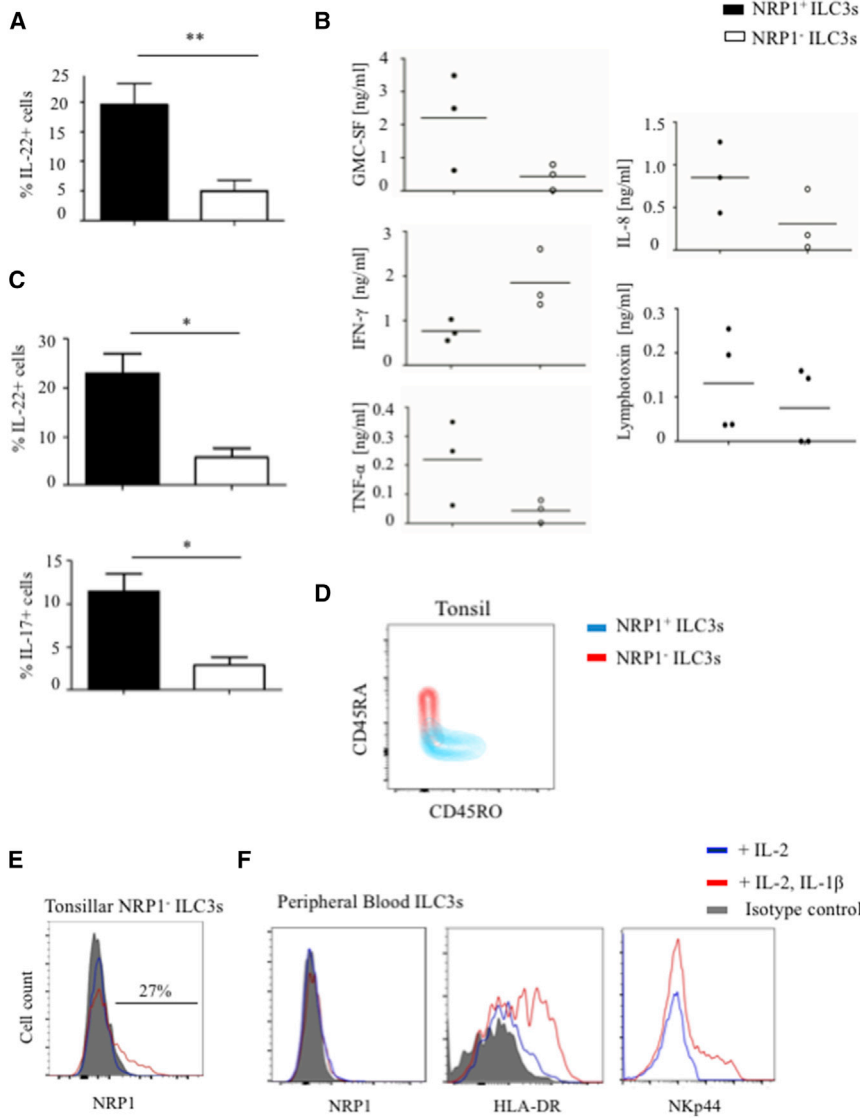 A
**
% IL-22+ cells
25
20
15
10
5
0
B
NRP1+ ILC3s
NRP1- ILC3s
GMC-SF [ng/ml]
4
3
2
1
0
IL-8 [ng/ml]
1.5
1.0
0.5
0
IFN-γ [ng/ml]
3
2
1
0
Lymphotoxin [ng/ml]
0.3
0.2
0.1
0
TNF-α [ng/ml]
0.4
0.3
0.2
0.1
0
C
*
% IL-22+ cells
30
20
10
0
*
% IL-17+ cells
15
10
5
0
D
Tonsil
CD45RA
CD45RO
NRP1+ ILC3s
NRP1- ILC3s
E
Tonsillar NRP1- ILC3s
27%
Cell count
NRP1
F
Peripheral Blood ILC3s
+ IL-2
+ IL-2, IL-1β
Isotype control
NRP1
HLA-DR
NKp44